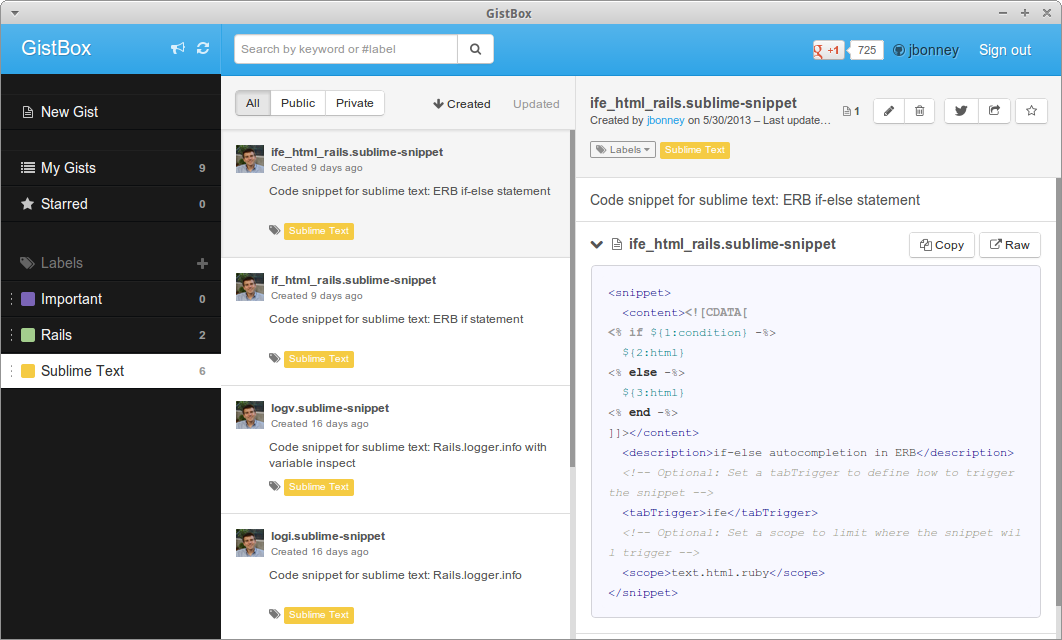 GistBox
GistBox
Search by keyword or #label
+1
725
jbonney
Sign out
New Gist
My Gists 9
Starred 0
Labels
Important 0
Rails 2
Sublime Text 6
All Public Private
Created Updated
ife_html_rails.sublime-snippet
Created 9 days ago
Code snippet for sublime text: ERB if-else statement
Sublime Text
if_html_rails.sublime-snippet
Created 9 days ago
Code snippet for sublime text: ERB if statement
Sublime Text
logv.sublime-snippet
Created 16 days ago
Code snippet for sublime text: Rails.logger.info with
variable inspect
Sublime Text
logi.sublime-snippet
Created 16 days ago
Code snippet for sublime text: Rails.logger.info
Sublime Text
ife_html_rails.sublime-snippet
Created by jbonney on 5/30/2013 – Last update...
1
Labels Sublime Text
Code snippet for sublime text: ERB if-else statement
ife_html_rails.sublime-snippet
Copy Raw
<snippet>
  <content><![CDATA[
<% if ${1:condition} -%>
  ${2:html}
<% else -%>
  ${3:html}
<% end -%>
]]></content>
  <description>if-else autocompletion in ERB</description>
  <!-- Optional: Set a tabTrigger to define how to trigger
the snippet -->
  <tabTrigger>ife</tabTrigger>
  <!-- Optional: Set a scope to limit where the snippet wil
l trigger -->
  <scope>text.html.ruby</scope>
</snippet>